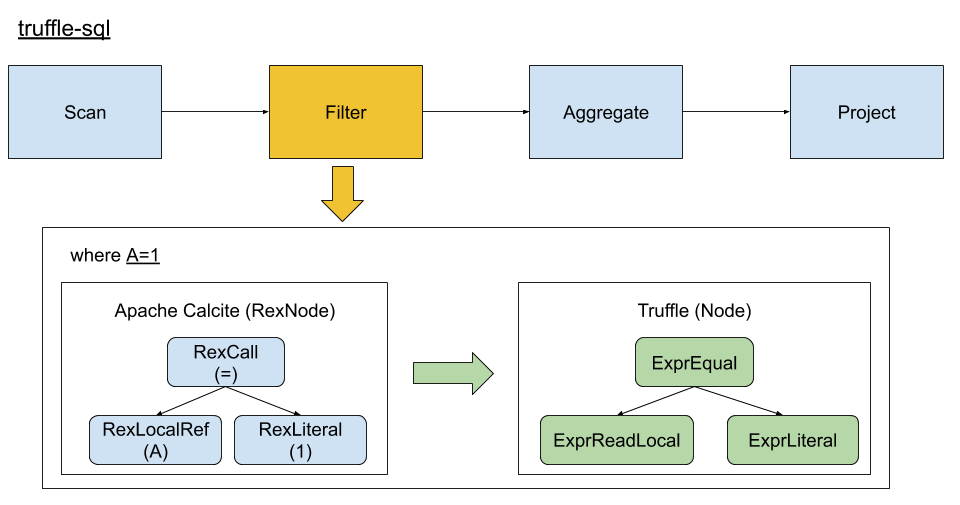 truffle-sql
Scan
Filter
Aggregate
Project
where A=1
Apache Calcite (RexNode)
Truffle (Node)
RexCall
(=)
ExprEqual
RexLocalRef
(A)
RexLiteral
(1)
ExprReadLocal
ExprLiteral